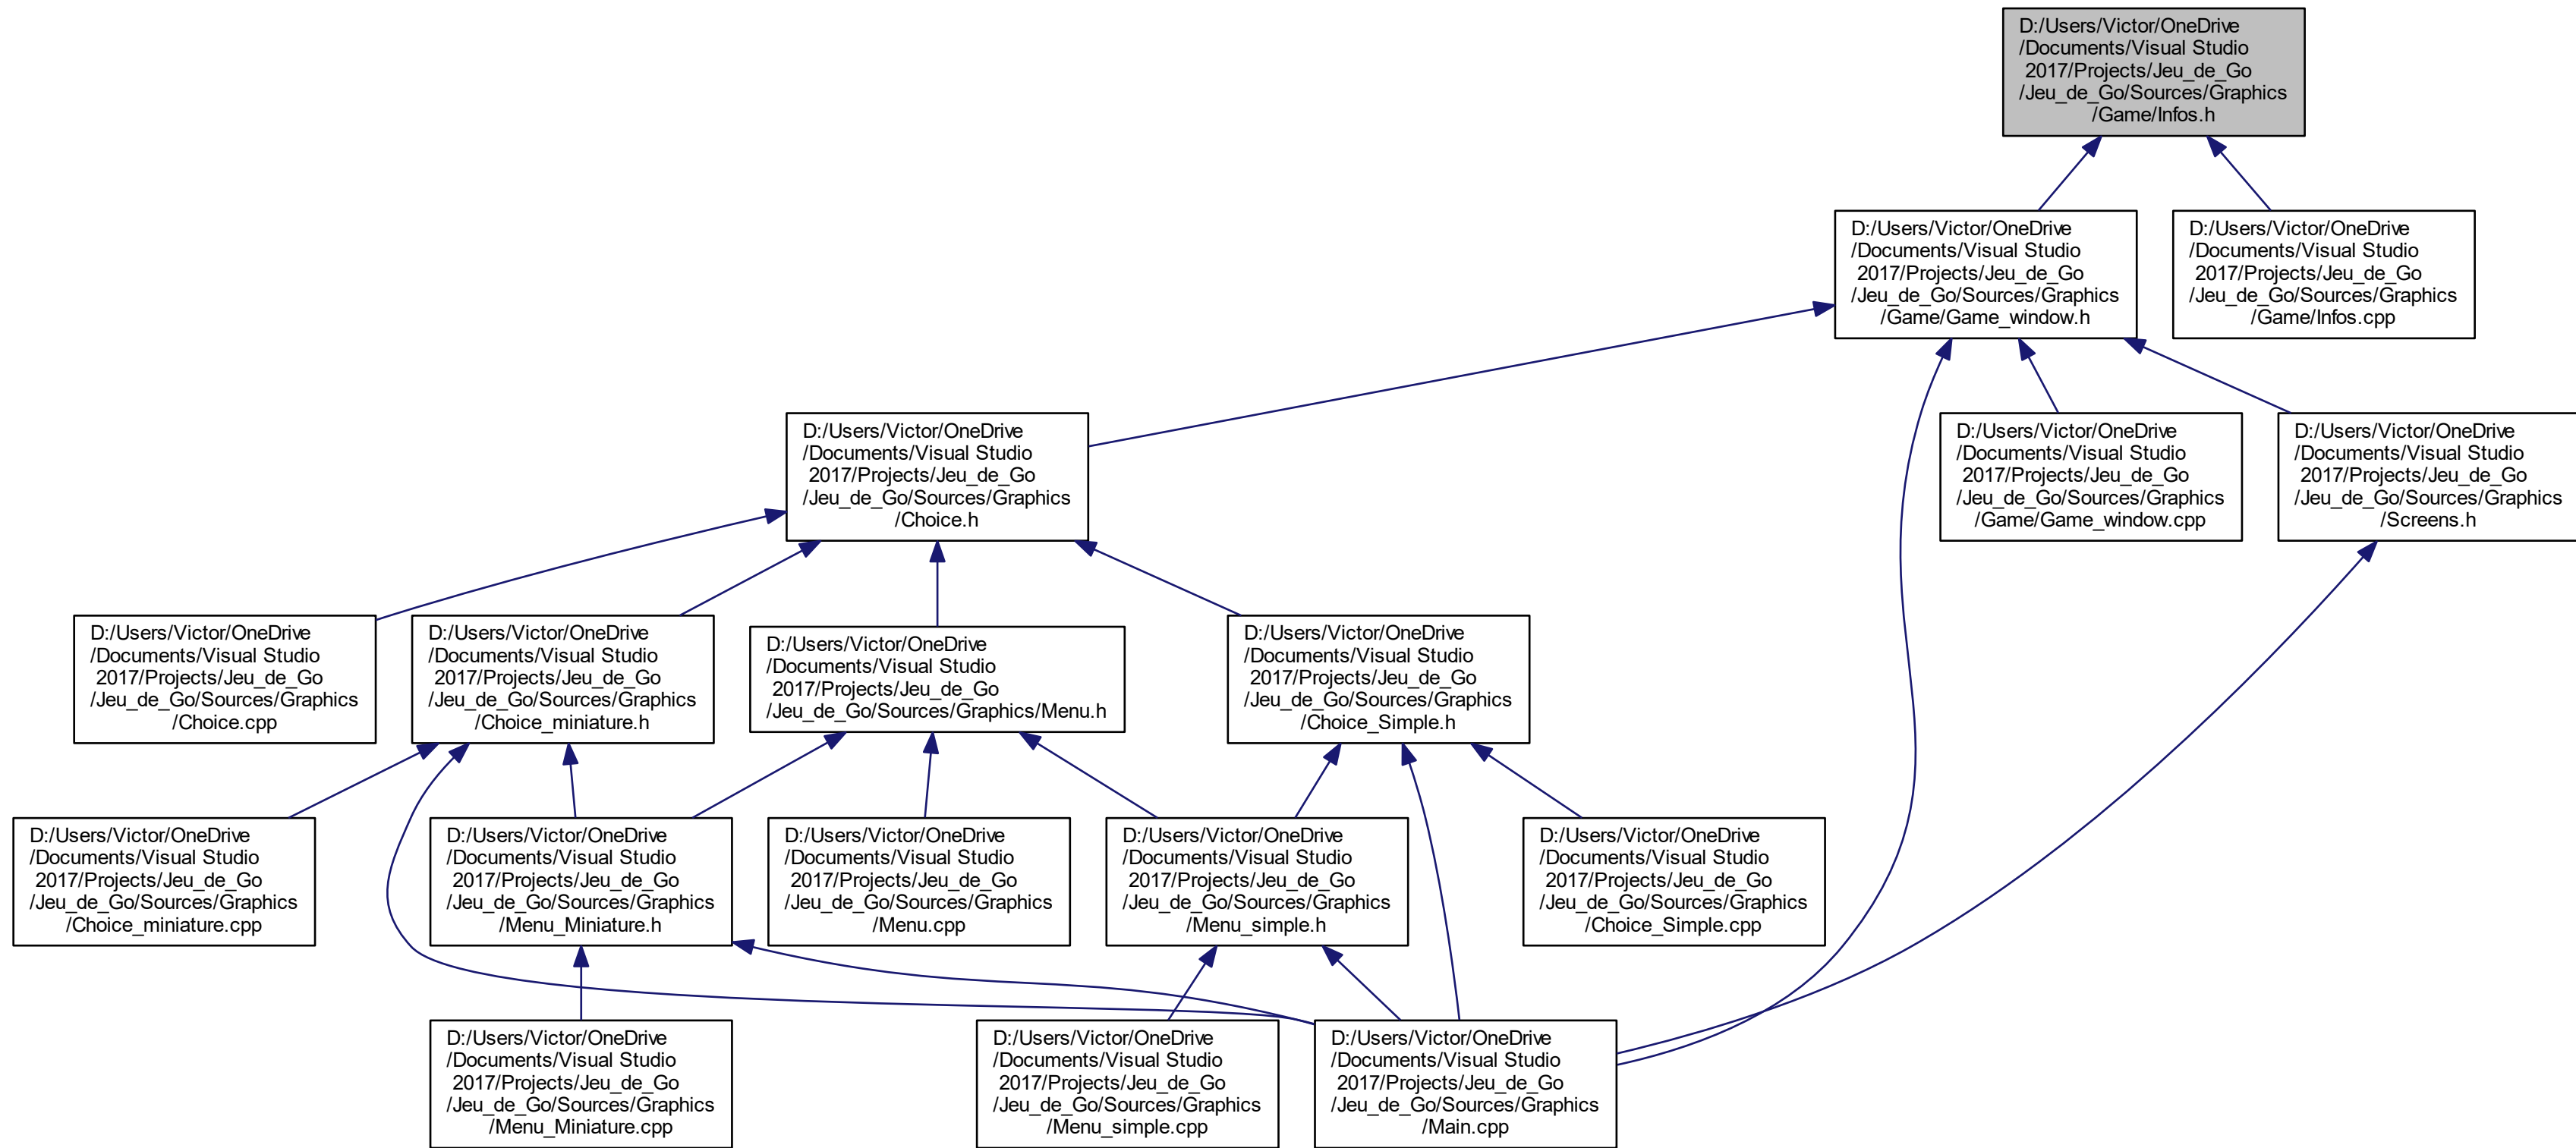 D:/Users/Victor/OneDrive
/Documents/Visual Studio
2017/Projects/Jeu_de_Go
/Jeu_de_Go/Sources/Graphics
/Game/Infos.h
D:/Users/Victor/OneDrive
/Documents/Visual Studio
2017/Projects/Jeu_de_Go
/Jeu_de_Go/Sources/Graphics
/Game/Game_window.h
D:/Users/Victor/OneDrive
/Documents/Visual Studio
2017/Projects/Jeu_de_Go
/Jeu_de_Go/Sources/Graphics
/Game/Infos.cpp
D:/Users/Victor/OneDrive
/Documents/Visual Studio
2017/Projects/Jeu_de_Go
/Jeu_de_Go/Sources/Graphics
/Choice.h
D:/Users/Victor/OneDrive
/Documents/Visual Studio
2017/Projects/Jeu_de_Go
/Jeu_de_Go/Sources/Graphics
/Game/Game_window.cpp
D:/Users/Victor/OneDrive
/Documents/Visual Studio
2017/Projects/Jeu_de_Go
/Jeu_de_Go/Sources/Graphics
/Screens.h
D:/Users/Victor/OneDrive
/Documents/Visual Studio
2017/Projects/Jeu_de_Go
/Jeu_de_Go/Sources/Graphics
/Choice.cpp
D:/Users/Victor/OneDrive
/Documents/Visual Studio
2017/Projects/Jeu_de_Go
/Jeu_de_Go/Sources/Graphics
/Choice_miniature.h
D:/Users/Victor/OneDrive
/Documents/Visual Studio
2017/Projects/Jeu_de_Go
/Jeu_de_Go/Sources/Graphics/Menu.h
D:/Users/Victor/OneDrive
/Documents/Visual Studio
2017/Projects/Jeu_de_Go
/Jeu_de_Go/Sources/Graphics
/Choice_Simple.h
D:/Users/Victor/OneDrive
/Documents/Visual Studio
2017/Projects/Jeu_de_Go
/Jeu_de_Go/Sources/Graphics
/Choice_miniature.cpp
D:/Users/Victor/OneDrive
/Documents/Visual Studio
2017/Projects/Jeu_de_Go
/Jeu_de_Go/Sources/Graphics
/Menu_Miniature.h
D:/Users/Victor/OneDrive
/Documents/Visual Studio
2017/Projects/Jeu_de_Go
/Jeu_de_Go/Sources/Graphics
/Menu.cpp
D:/Users/Victor/OneDrive
/Documents/Visual Studio
2017/Projects/Jeu_de_Go
/Jeu_de_Go/Sources/Graphics
/Menu_simple.h
D:/Users/Victor/OneDrive
/Documents/Visual Studio
2017/Projects/Jeu_de_Go
/Jeu_de_Go/Sources/Graphics
/Choice_Simple.cpp
D:/Users/Victor/OneDrive
/Documents/Visual Studio
2017/Projects/Jeu_de_Go
/Jeu_de_Go/Sources/Graphics
/Menu_Miniature.cpp
D:/Users/Victor/OneDrive
/Documents/Visual Studio
2017/Projects/Jeu_de_Go
/Jeu_de_Go/Sources/Graphics
/Menu_simple.cpp
D:/Users/Victor/OneDrive
/Documents/Visual Studio
2017/Projects/Jeu_de_Go
/Jeu_de_Go/Sources/Graphics
/Main.cpp